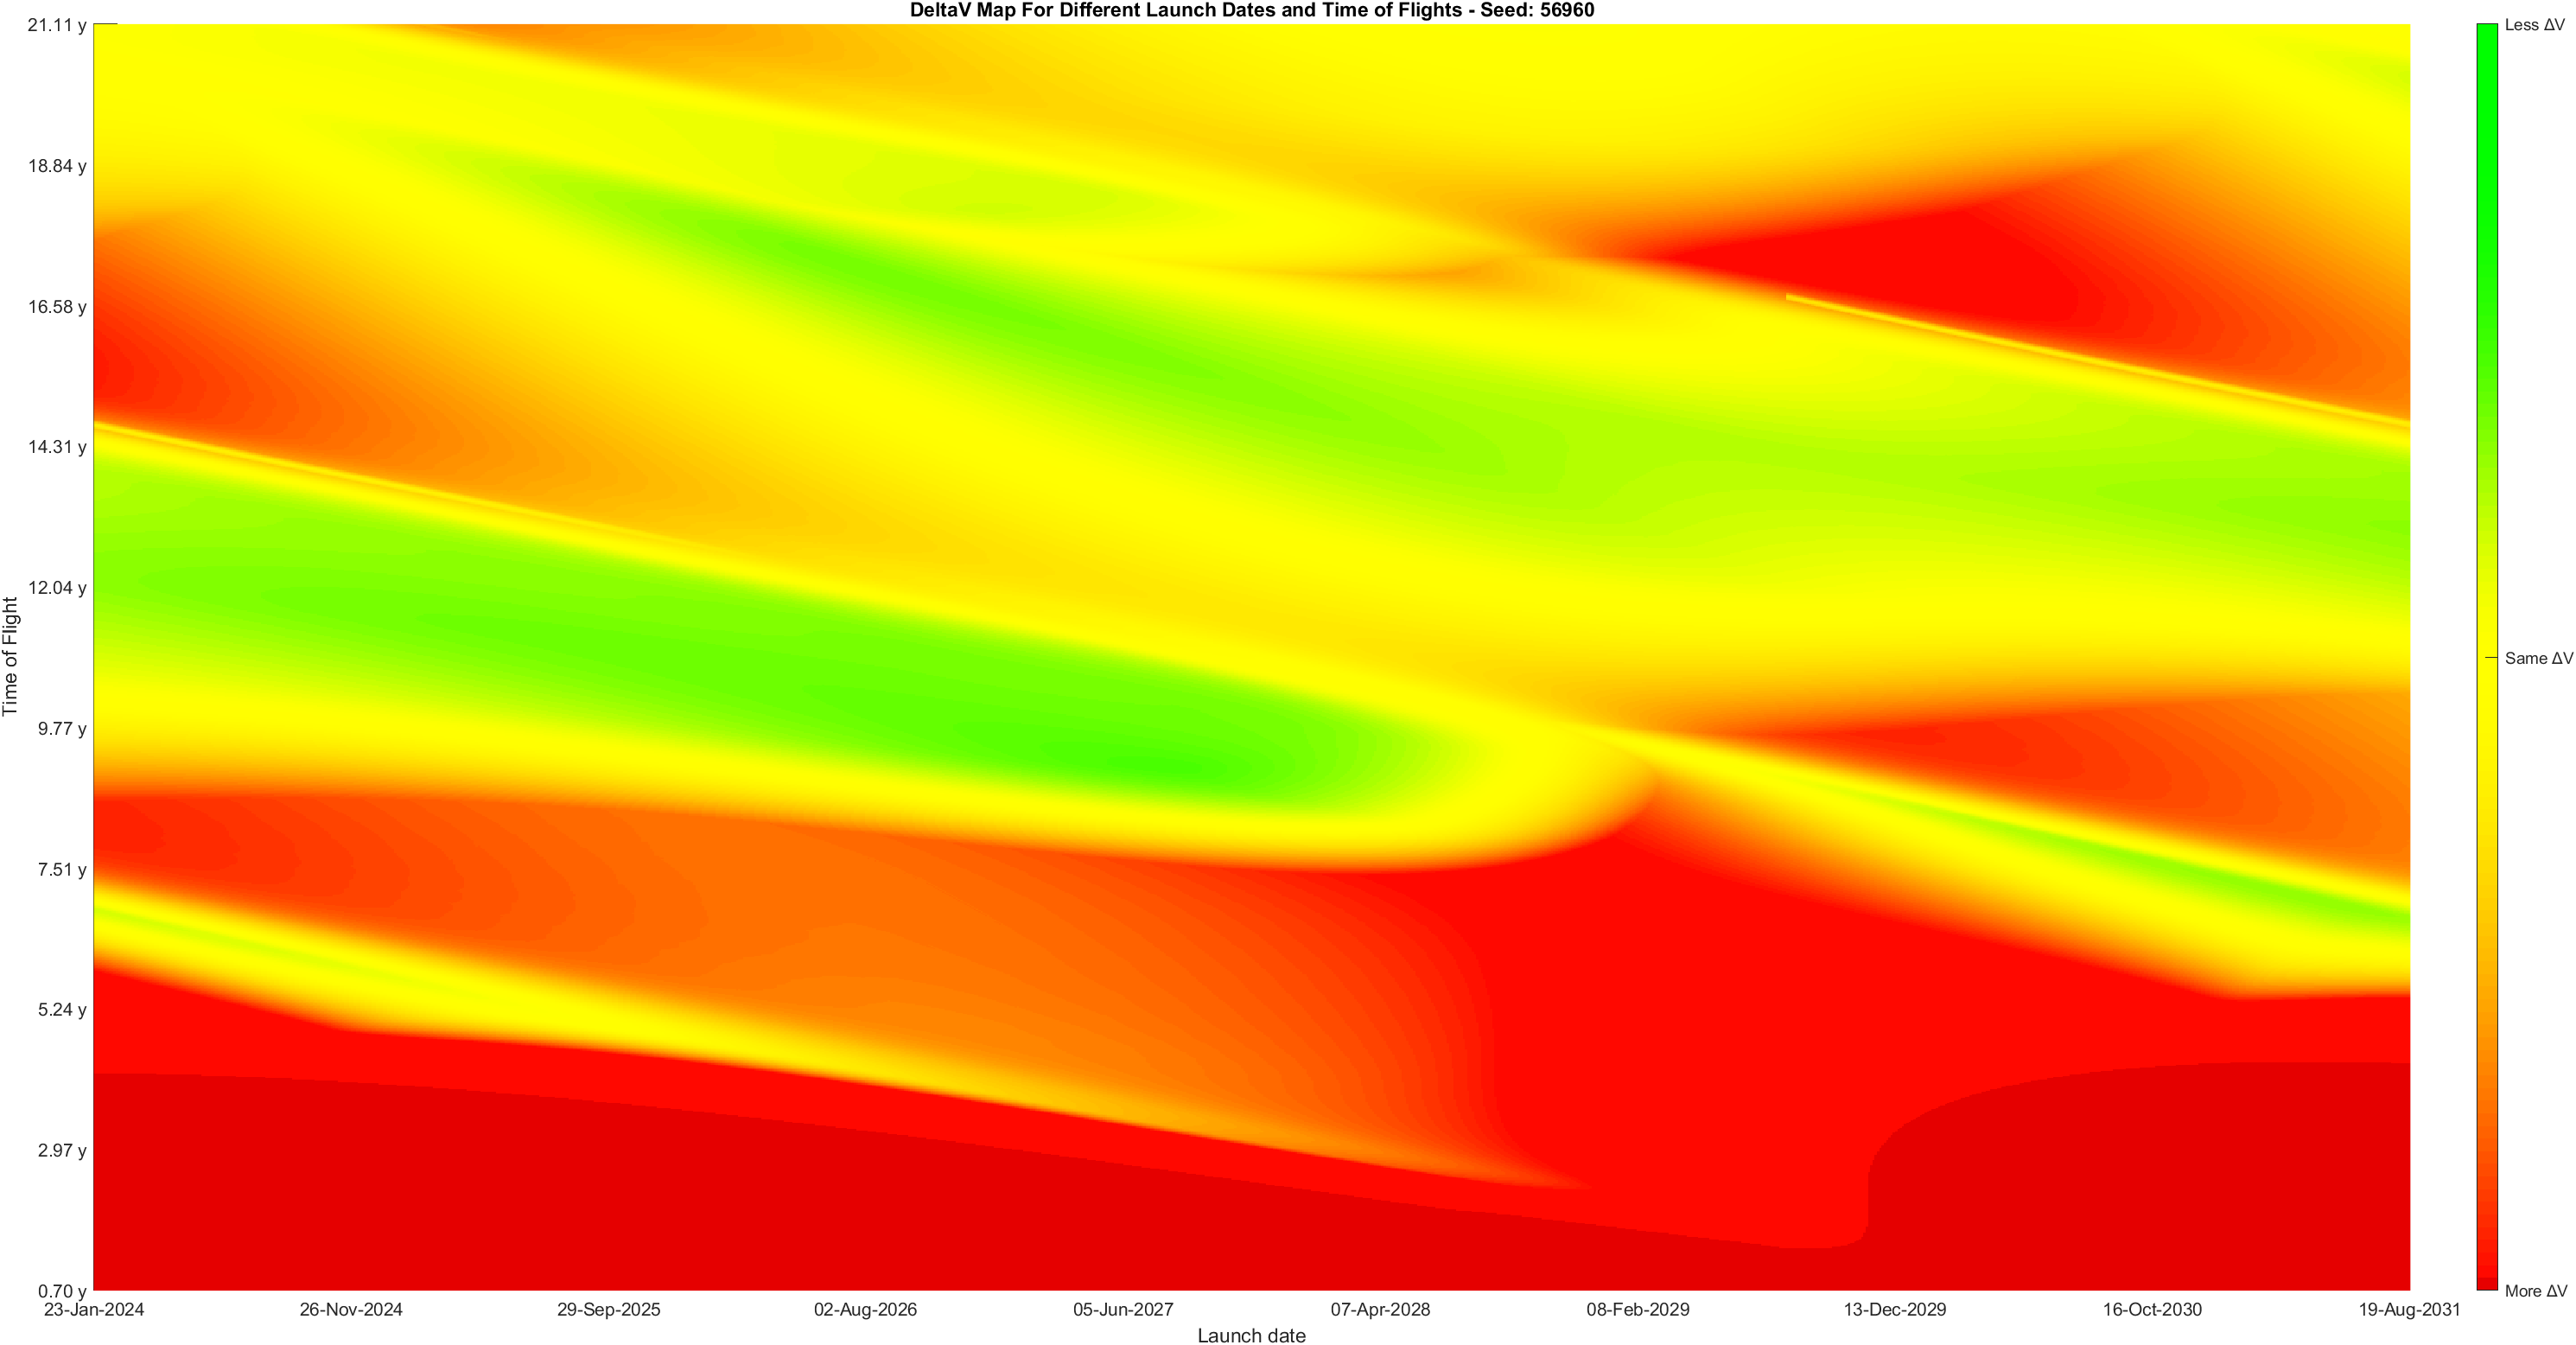 DeltaV Map For Different Launch Dates and Time of Flights - Seed: 56960
21.11 y
18.84 y
16.58 y
14.31 y
12.04 y
9.77 y
7.51 y
5.24 y
2.97 y
0.70 y
Time of Flight
23-Jan-2024 26-Nov-2024 29-Sep-2025 02-Aug-2026 05-Jun-2027 07-Apr-2028 08-Feb-2029 13-Dec-2029 16-Oct-2030 19-Aug-2031
Launch date
Less ΔV
Same ΔV
More ΔV